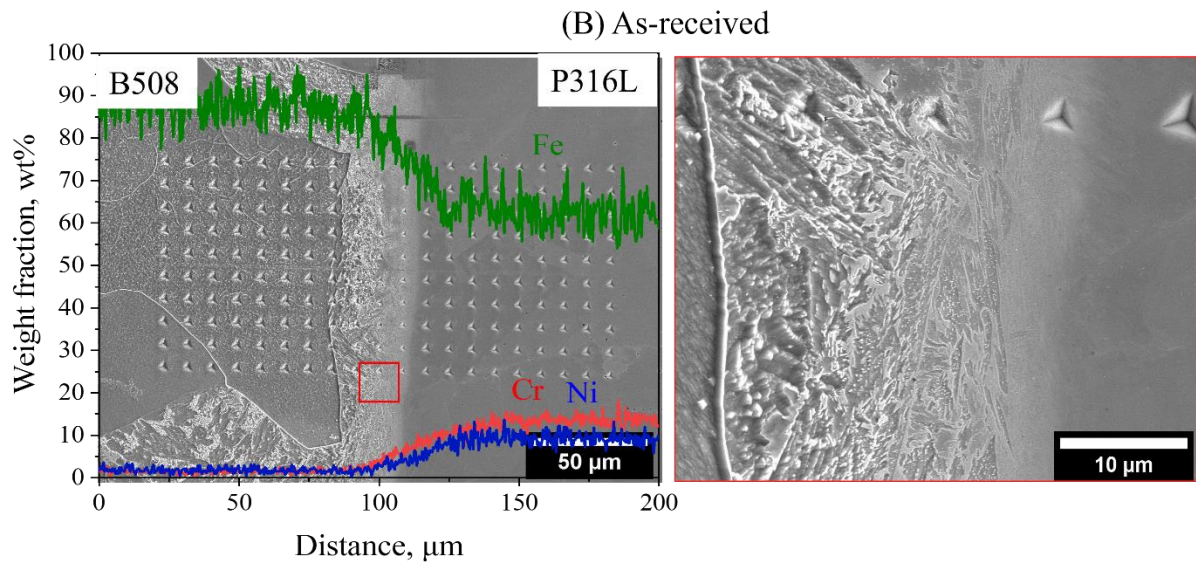 (B) As-received
100
90
80
70
60
50
40
30
20
10
0
Weight fraction, wt%
B508
P316L
Fe
Cr
Ni
50 μm
0
50
100
150
200
Distance, μm
10 μm